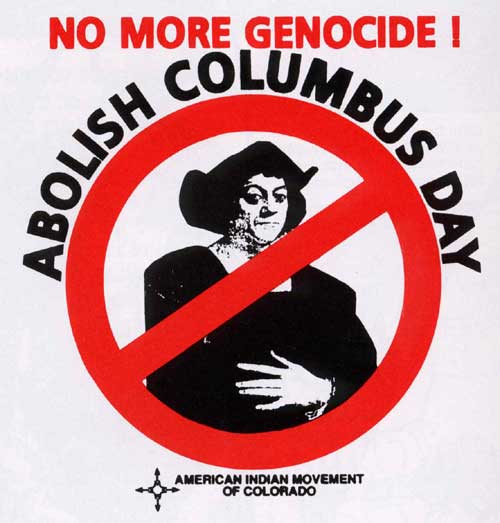 NO MORE GENOCIDE !
ABOLISH COLUMBUS DAY
AMERICAN INDIAN MOVEMENT
OF COLORADO